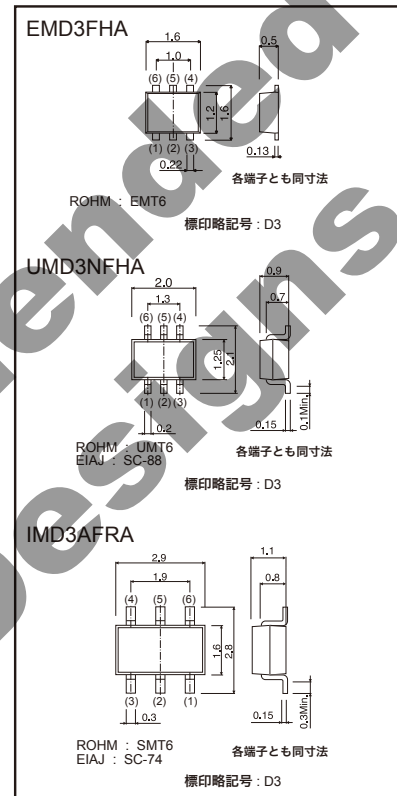 EMD3FHA
1.6
1.0
0.5
(6) (5) (4)
1.2
1.6
(1) (2) (3)
0.22
0.13
各端子とも同寸法
ROHM : EMT6
標印略記号 : D3
UMD3NFHA
2.0
1.3
0.9
0.7
(6) (5) (4)
1.25
2.1
(1) (2) (3)
0.2
0.15
0.1Min.
ROHM : UMT6
EIAJ : SC-88
各端子とも同寸法
標印略記号 : D3
IMD3AFRA
2.9
1.9
1.1
0.8
(4) (5) (6)
1.6
2.8
(3) (2) (1)
0.3
0.15
0.3Min.
ROHM : SMT6
EIAJ : SC-74
各端子とも同寸法
標印略記号 : D3